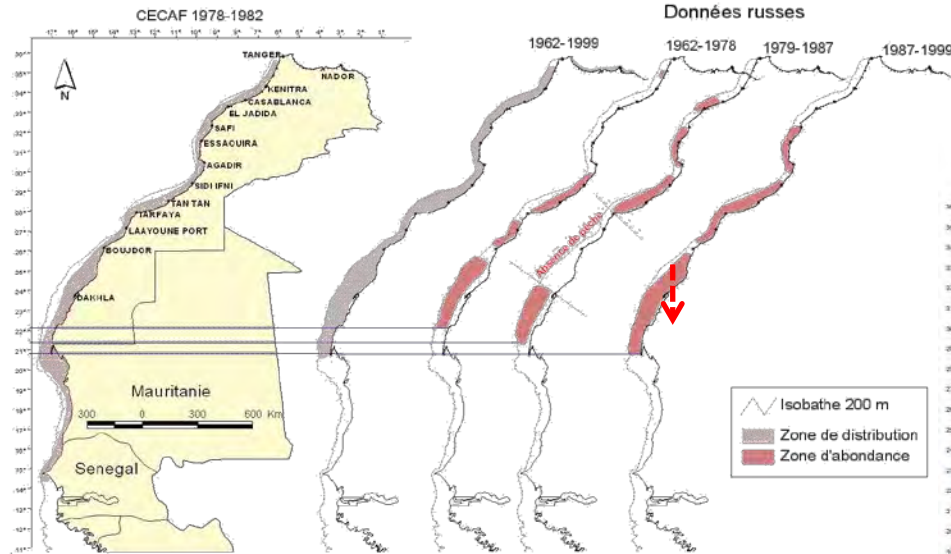 CECAF 1978-1982
Données russes
1962-1999
1962-1978
1979-1987
1987-1999
TANGER
NADOR
N
KENITRA
CASABLANCA
EL JADIDA
SAFI
ESSAOUIRA
AGADIR
SIDI IFNI
TAN TAN
TARFAYA
LAAYOUNE PORT
BOUJDOR
Absence de pêche
DAKHLA
Mauritanie
300 0 300 600 Km
Senegal
Isobathe 200 m
Zone de distribution
Zone d'abondance